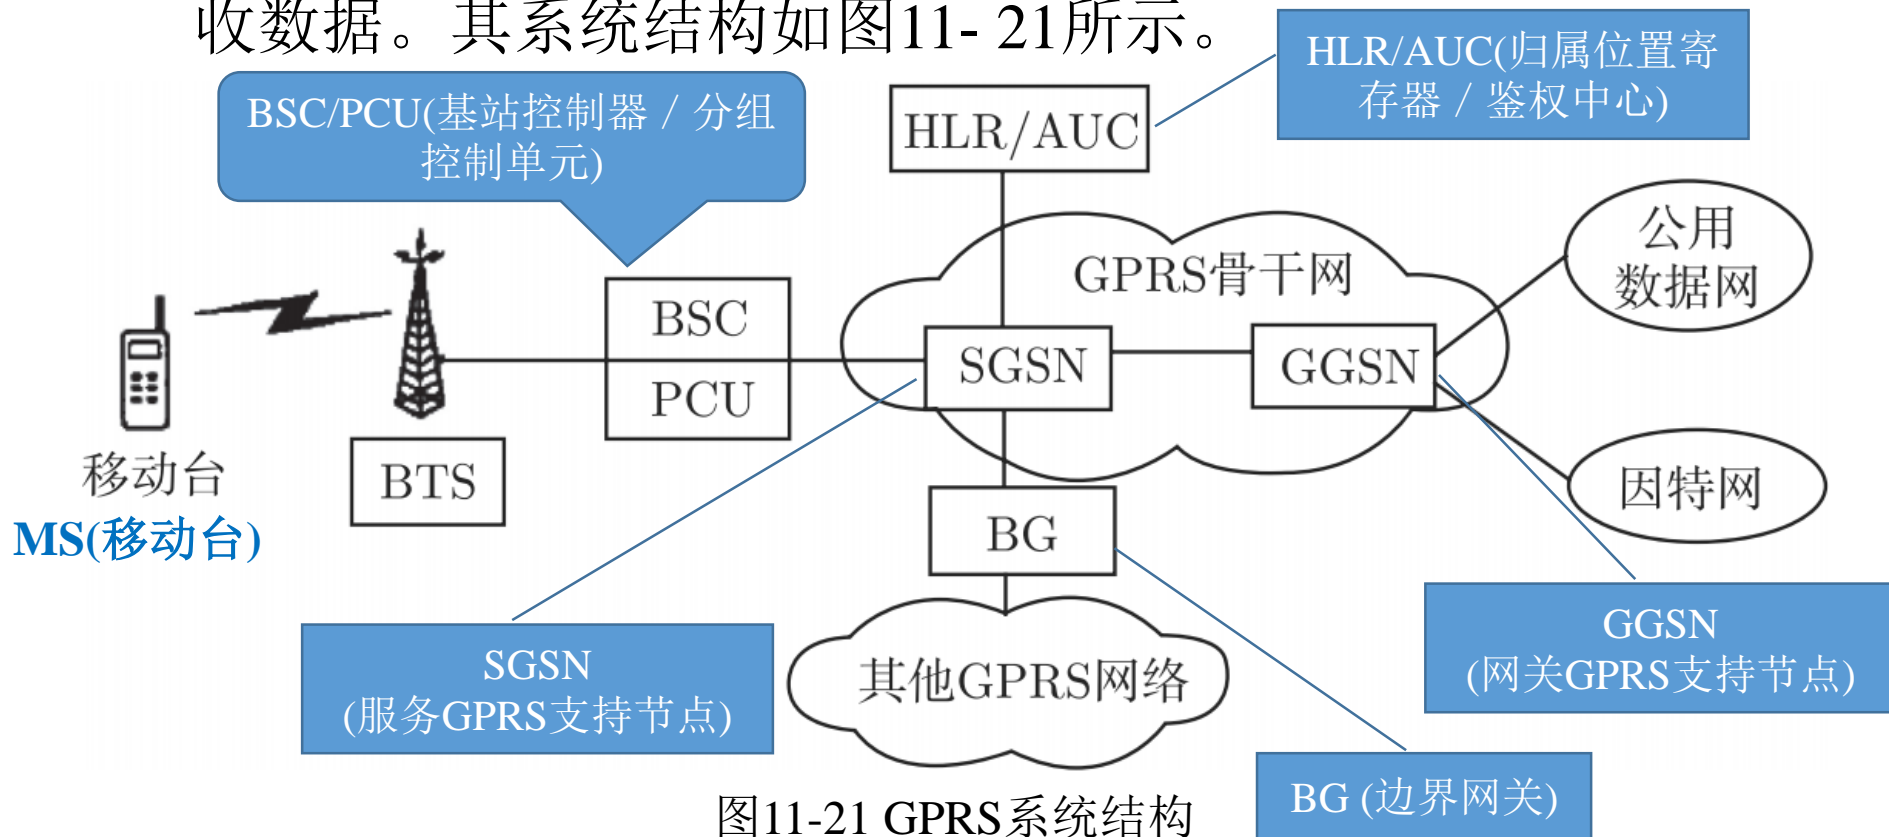 收数据。其系统结构如图11- 21所示。
HLR/AUC(归属位置寄
存器／鉴权中心)
BSC/PCU(基站控制器／分组
控制单元)
HLR/AUC
公用
数据网
GPRS骨干网
BSC
PCU
SGSN
GGSN
移动台
MS(移动台)
BTS
因特网
BG
SGSN
(服务GPRS支持节点)
其他GPRS网络
GGSN
(网关GPRS支持节点)
BG (边界网关)
图11-21 GPRS系统结构